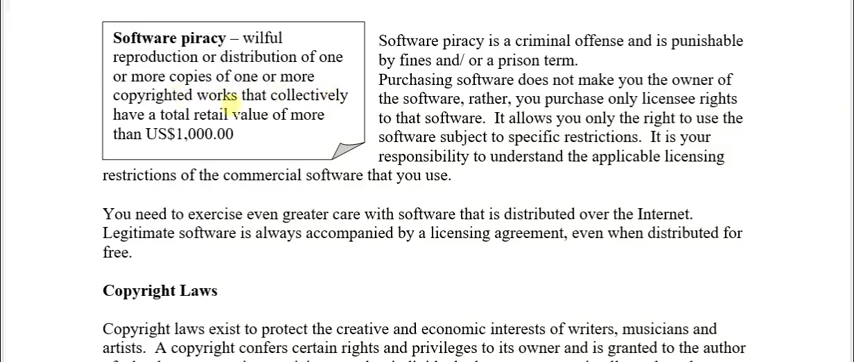 Software piracy – wilful
reproduction or distribution of one
or more copies of one or more
copyrighted works that collectively
have a total retail value of more
than US$1,000.00
Software piracy is a criminal offense and is punishable
by fines and/ or a prison term.
Purchasing software does not make you the owner of
the software, rather, you purchase only licensee rights
to that software.  It allows you only the right to use the
software subject to specific restrictions.  It is your
responsibility to understand the applicable licensing
restrictions of the commercial software that you use.
You need to exercise even greater care with software that is distributed over the Internet.
Legitimate software is always accompanied by a licensing agreement, even when distributed for
free.
Copyright Laws
Copyright laws exist to protect the creative and economic interests of writers, musicians and
artists.  A copyright confers certain rights and privileges to its owner and is granted to the author